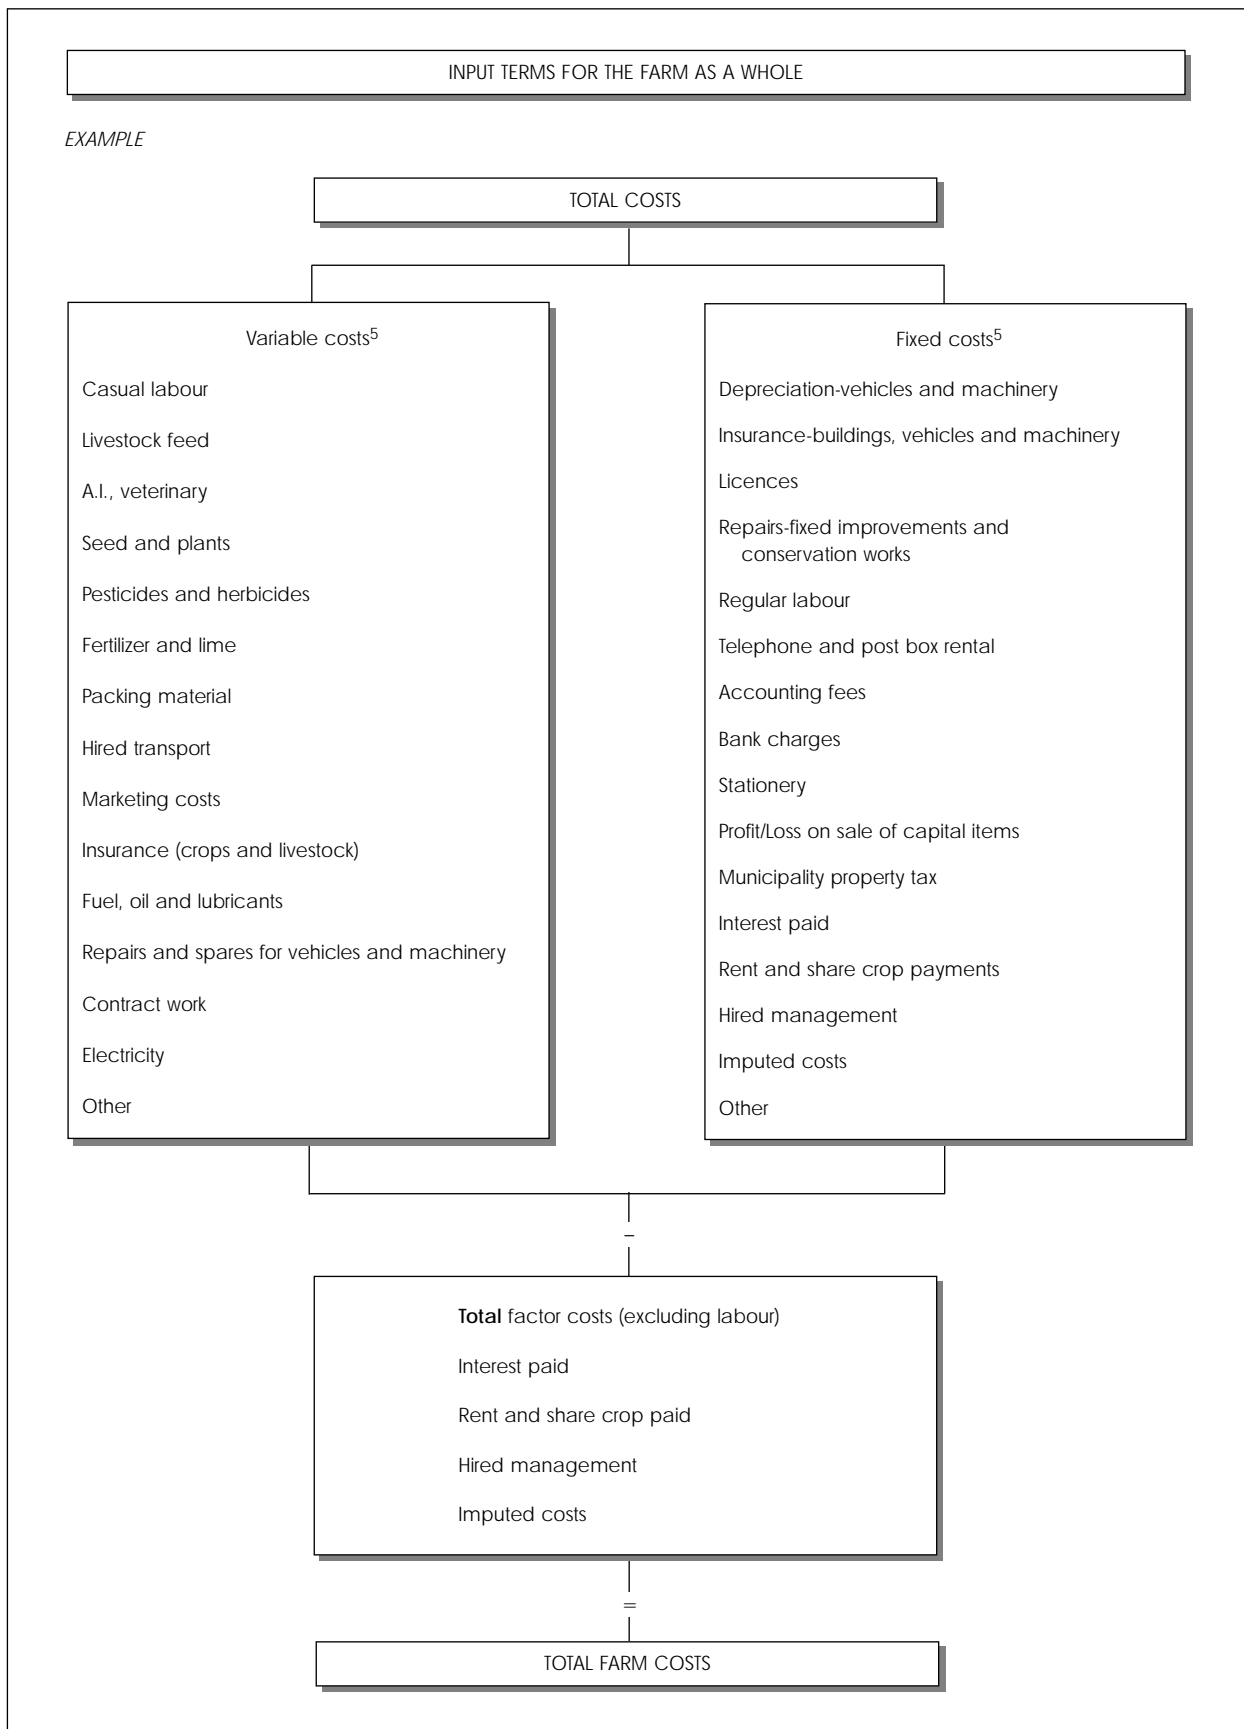 INPUT TERMS FOR THE FARM AS A WHOLE
EXAMPLE
TOTAL COSTS
Variable costs5
Casual labour
Livestock feed
A.I., veterinary
Seed and plants
Pesticides and herbicides
Fertilizer and lime
Packing material
Hired transport
Marketing costs
Insurance (crops and livestock)
Fuel, oil and lubricants
Repairs and spares for vehicles and machinery
Contract work
Electricity
Other
Fixed costs5
Depreciation-vehicles and machinery
Insurance-buildings, vehicles and machinery
Licences
Repairs-fixed improvements and
conservation works
Regular labour
Telephone and post box rental
Accounting fees
Bank charges
Stationery
Profit/Loss on sale of capital items
Municipality property tax
Interest paid
Rent and share crop payments
Hired management
Imputed costs
Other
–
Total factor costs (excluding labour)
Interest paid
Rent and share crop paid
Hired management
Imputed costs
=
TOTAL FARM COSTS